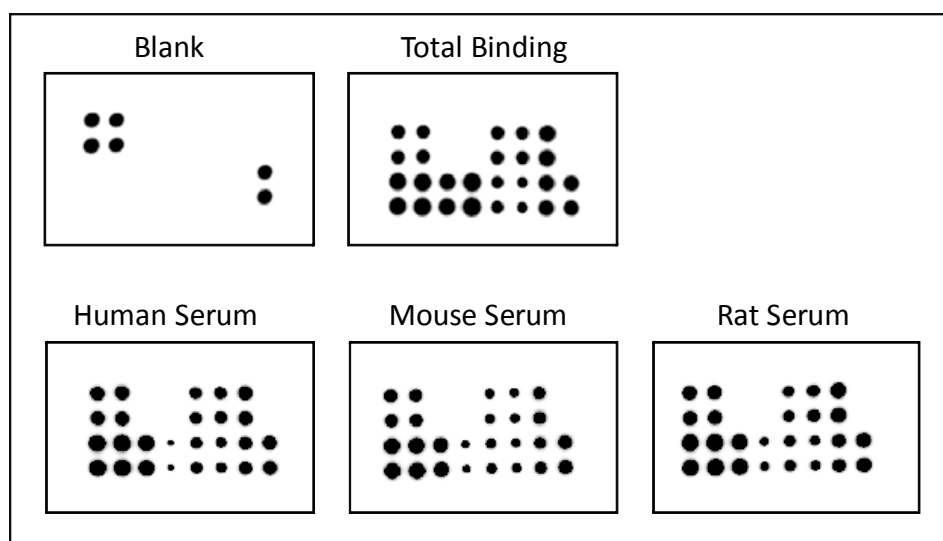 Blank
Total Binding
Human Serum
Mouse Serum
Rat Serum